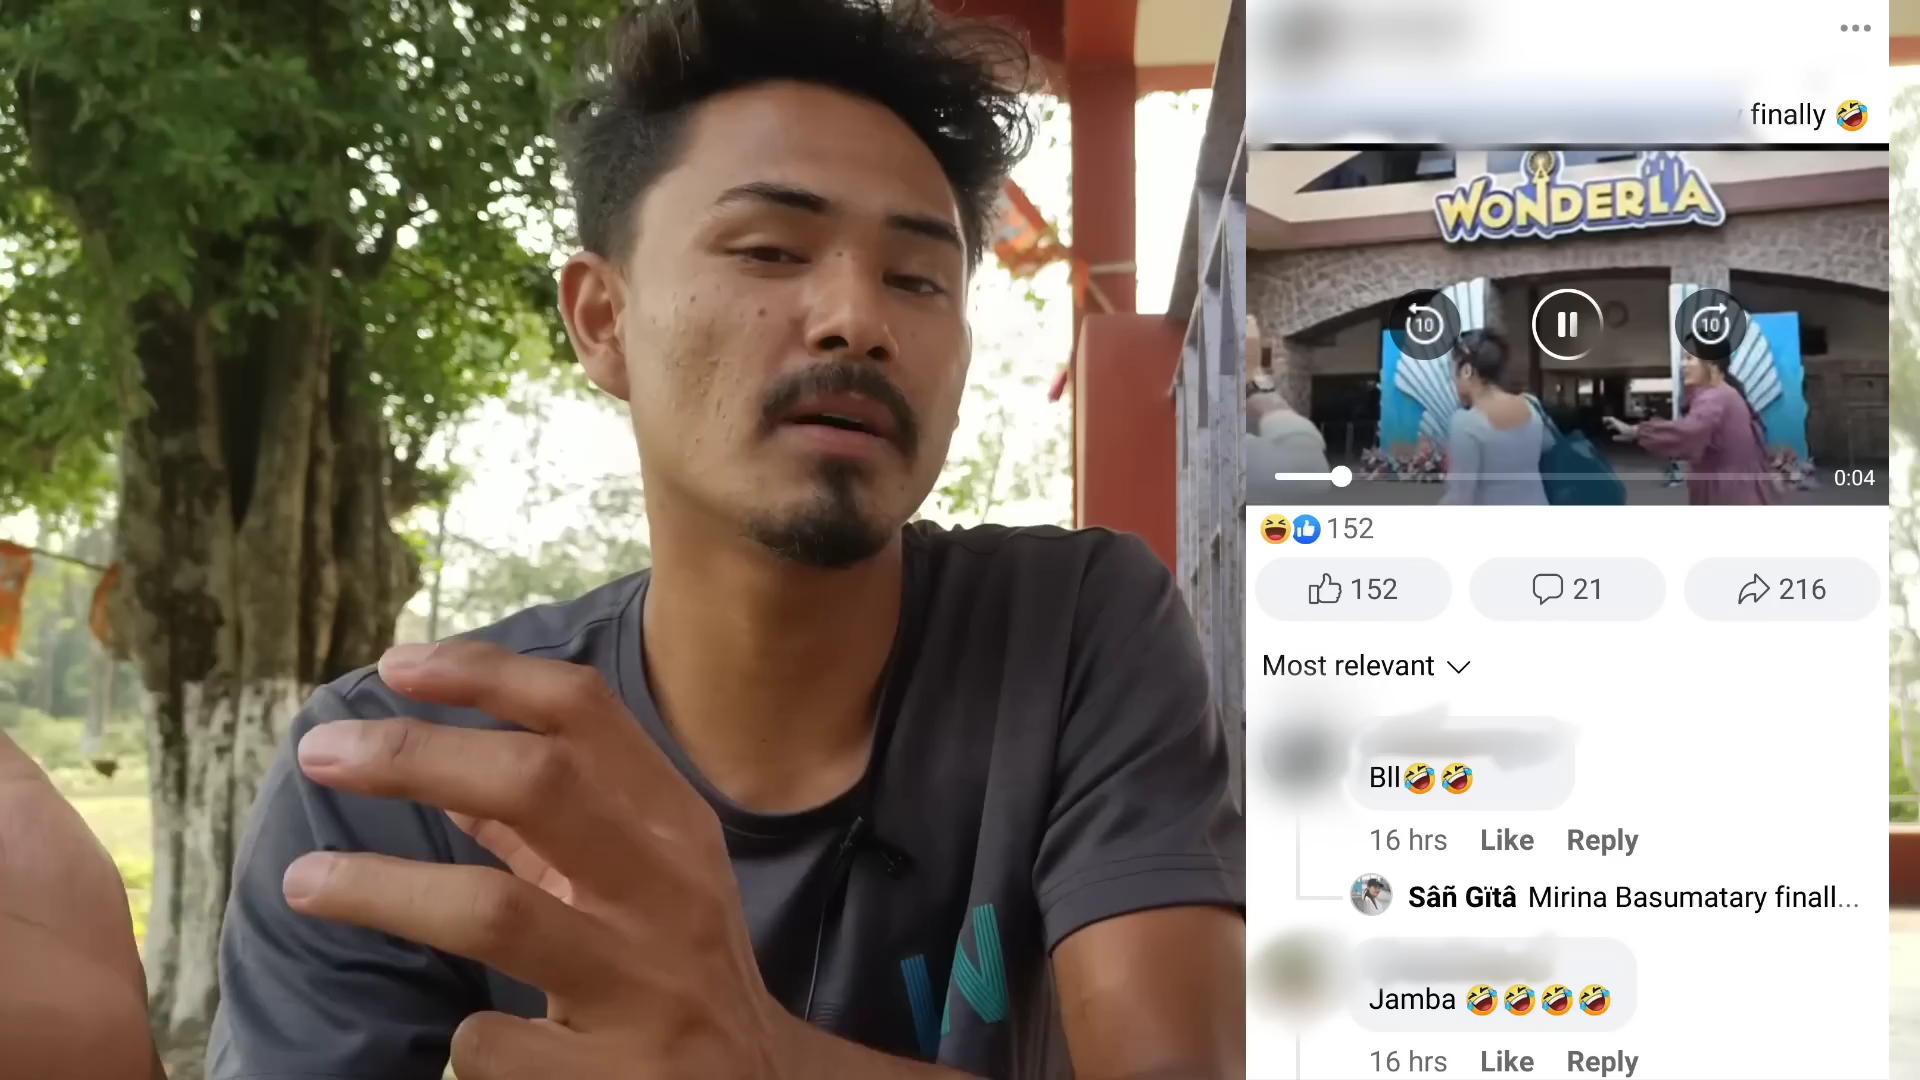 finally 🤣
WONDERLA
10
10
0:04
152
152
21
216
Most relevant
Bll🤣🤣
16 hrs Like Reply
Sâñ Gïtâ Mirina Basumatary finall...
Jamba 🤣🤣🤣🤣
16 hrs Like Reply